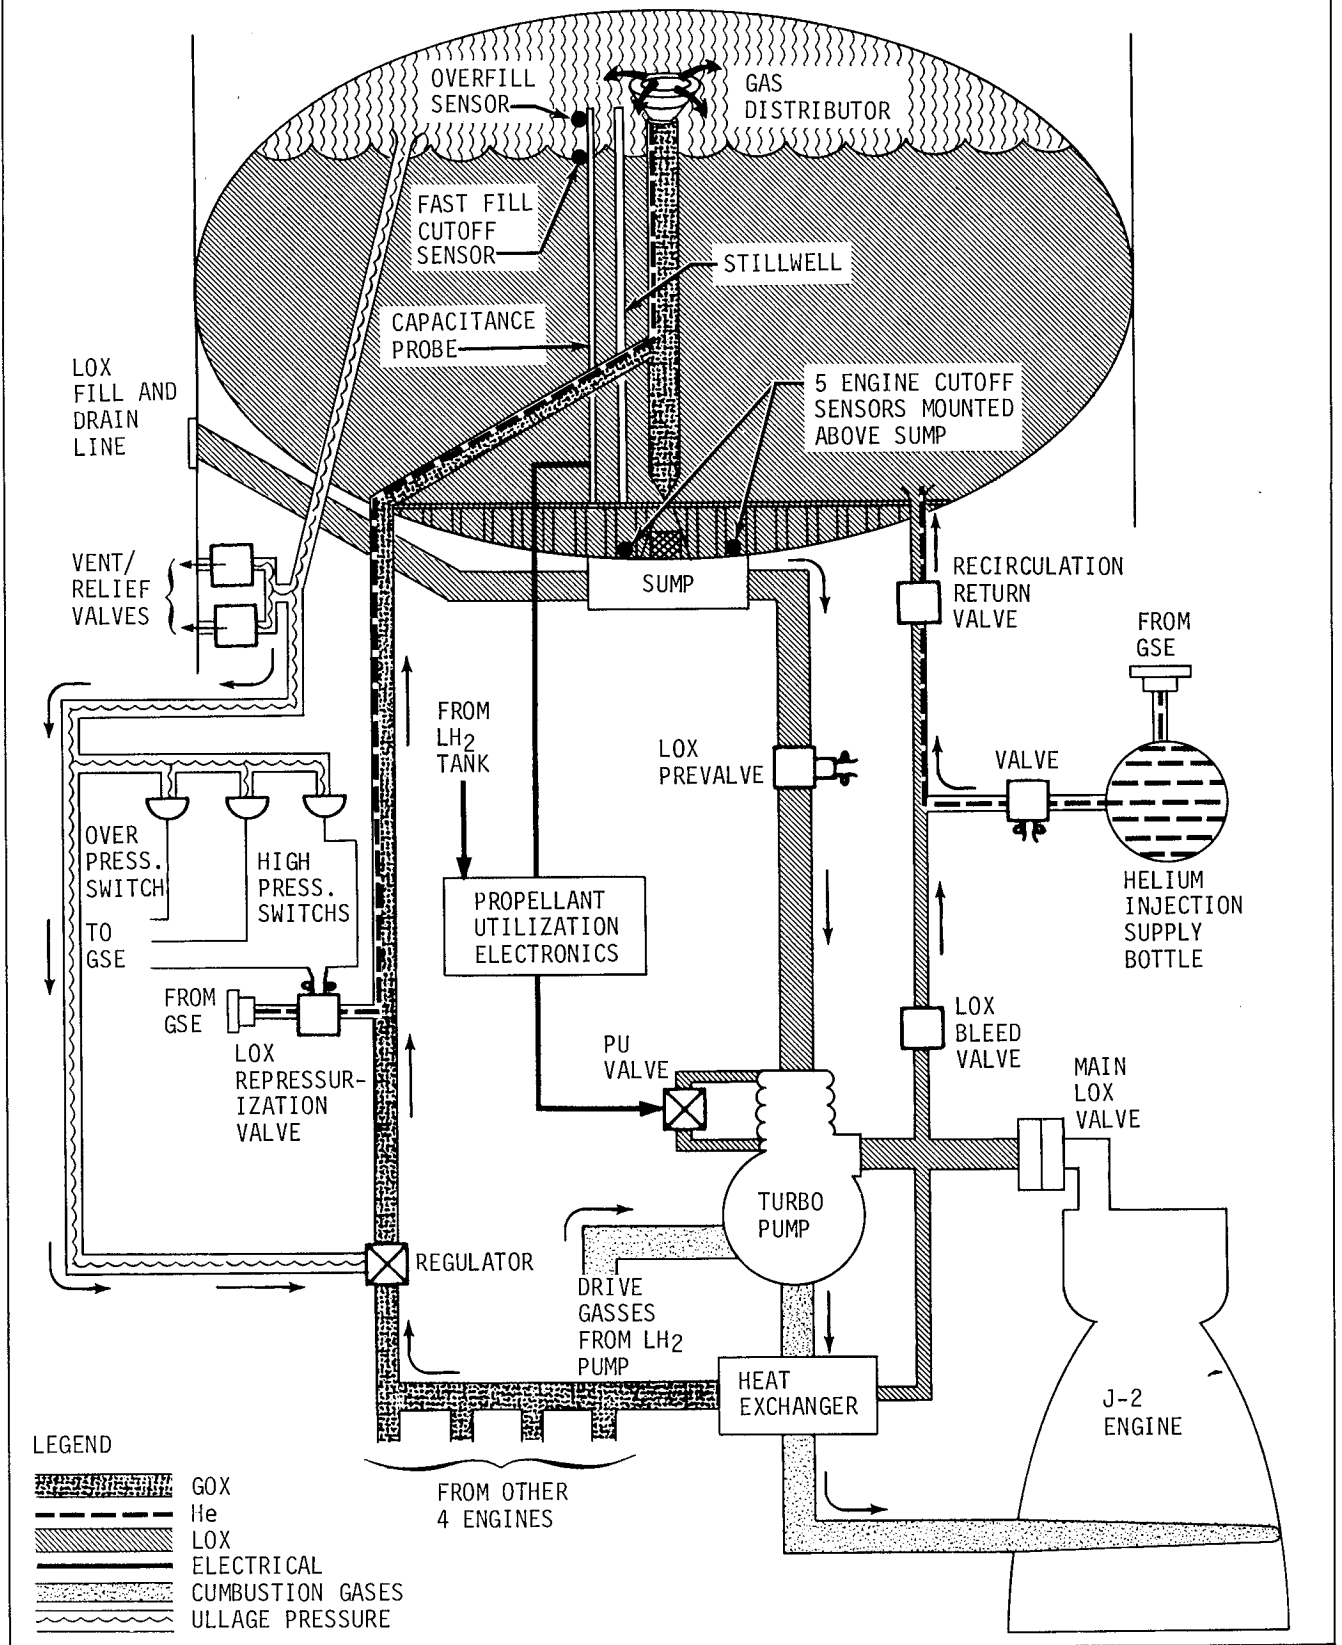 OVERFILL
SENSOR
GAS
DISTRIBUTOR
FAST FILL
CUTOFF
SENSOR
STILLWELL
CAPACITANCE
PROBE
LOX
FILL AND
DRAIN
LINE
5 ENGINE CUTOFF
SENSORS MOUNTED
ABOVE SUMP
VENT/
RELIEF
VALVES
SUMP
RECIRCULATION
RETURN
VALVE
FROM
GSE
FROM
LH2
TANK
LOX
PREVALVE
VALVE
OVER
PRESS.
SWITCH
HIGH
PRESS.
SWITCHS
TO
GSE
PROPELLANT
UTILIZATION
ELECTRONICS
HELIUM
INJECTION
SUPPLY
BOTTLE
FROM
GSE
LOX
REPRESSUR-
IZATION
VALVE
PU
VALVE
LOX
BLEED
VALVE
MAIN
LOX
VALVE
TURBO
PUMP
REGULATOR
DRIVE
GASSES
FROM LH2
PUMP
HEAT
EXCHANGER
J-2
ENGINE
FROM OTHER
4 ENGINES
LEGEND
GOX
He
LOX
ELECTRICAL
CUMBUSTION GASES
ULLAGE PRESSURE